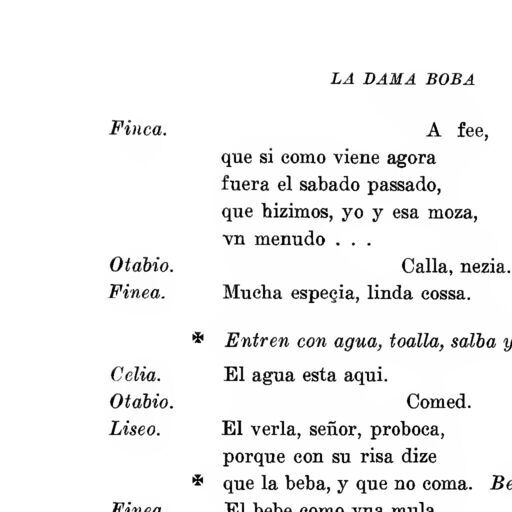 LA DAMA BOBA
Finca. A fee,
que si como viene agora
fuera el sabado passado,
que hizimos, yo y esa moza,
vn menudo . . .
Otabio. Calla, nezia.
Finea. Mucha espeçia, linda cossa.
✠ Entren con agua, toalla, salba y
Celia. El agua esta aqui.
Otabio. Comed.
Liseo. El verla, señor, proboca,
porque con su risa dize
✠ que la beba, y que no coma. Be
Finea. El bebe como vna mula